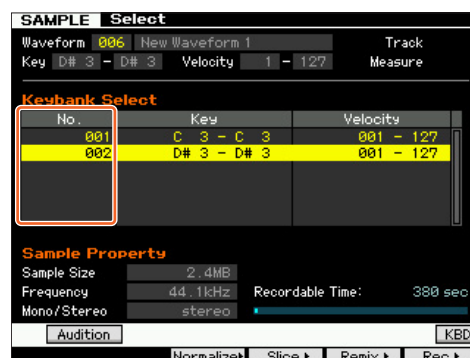 SAMPLE Select
Waveform 006 New Waveform 1 Track
Key D# 3 - D# 3 Velocity 1 - 127 Measure
Keybank Select
No. Key Velocity
001 C 3 - C 3 001 - 127
002 D# 3 - D# 3 001 - 127
Sample Property
Sample Size 2.4MB
Frequency 44.1kHz Recordable Time: 380 sec
Mono/Stereo stereo
Audition KBD
Normalize Slice Remix Rec